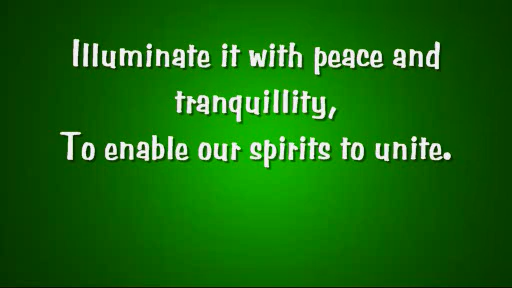 Illuminate it with peace and
tranquillity,
To enable our spirits to unite.